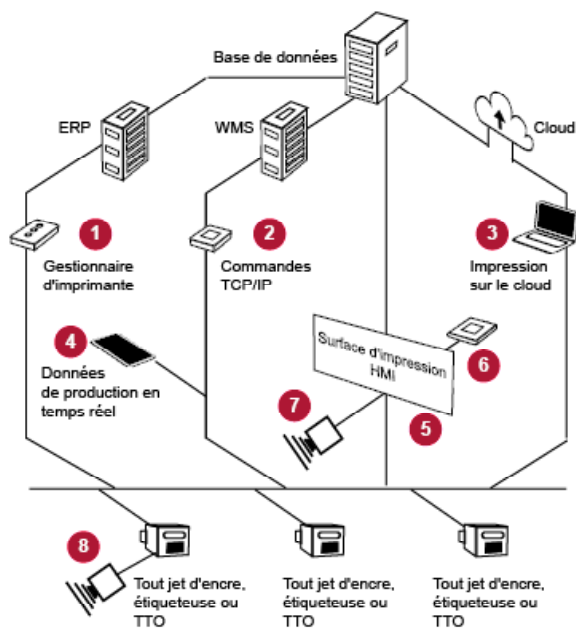 Base de données
ERP
WMS
Cloud
1
2
3
Gestionnaire
d'imprimante
Commandes
TCP/IP
Impression
sur le cloud
4
Données
de production en
temps réel
Surface d'impression
HMI
6
5
7
8
Tout jet d'encre,
étiqueteuse ou
TTO
Tout jet d'encre,
étiqueteuse ou
TTO
Tout jet d'encre,
étiqueteuse ou
TTO